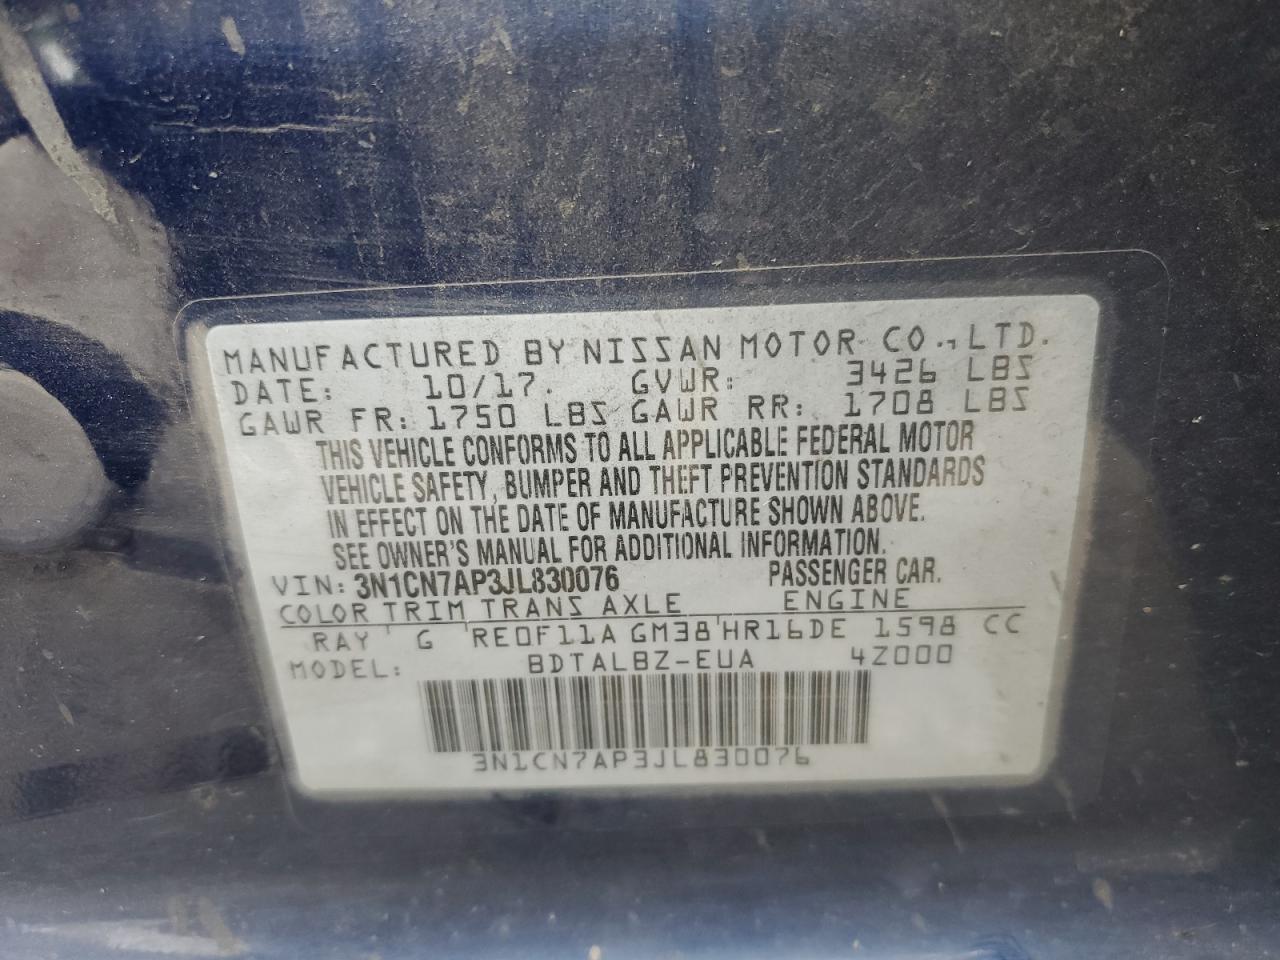 MANUFACTURED BY NISSAN MOTOR CO., LTD.
DATE: 10/17. GVWR: 3426 LBS
GAWR FR: 1750 LBS GAWR RR: 1708 LBS
THIS VEHICLE CONFORMS TO ALL APPLICABLE FEDERAL MOTOR
VEHICLE SAFETY, BUMPER AND THEFT PREVENTION STANDARDS
IN EFFECT ON THE DATE OF MANUFACTURE SHOWN ABOVE.
SEE OWNER'S MANUAL FOR ADDITIONAL INFORMATION.
VIN: 3N1CN7AP3JL830076 PASSENGER CAR.
COLOR TRIM TRANS AXLE ENGINE
RAY G RE0F11A GM38 HR16DE 1598 CC
MODEL: BDTALBZ-EUA 4Z000
3N1CN7AP3JL830076